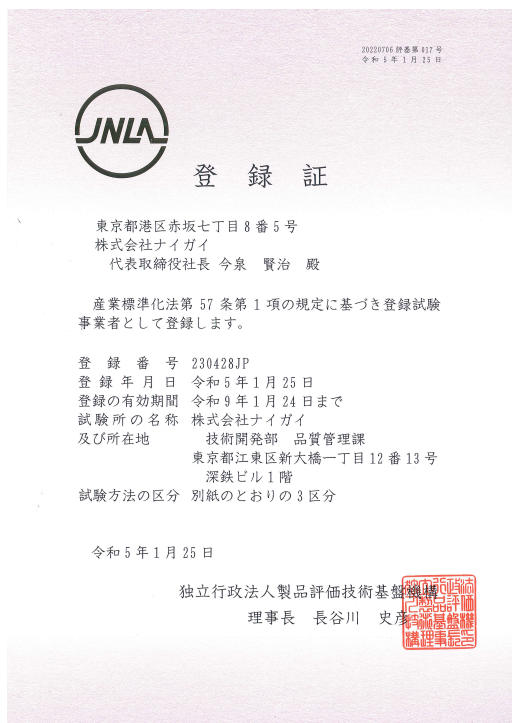 20220706 評基第 017 号
令和 5 年 1 月 25 日
JNLA
登録証
東京都港区赤坂七丁目 8 番 5 号
株式会社ナイガイ
代表取締役社長 今泉 賢治 殿
産業標準化法第 57 条第 1 項の規定に基づき登録試験
事業者として登録します。
登録番号 230428JP
登録年月日 令和 5 年 1 月 25 日
登録の有効期間 令和 9 年 1 月 24 日まで
試験所の名称 株式会社ナイガイ
及び所在地 技術開発部 品質管理課
東京都江東区新大橋一丁目 12 番 13 号
深鉄ビル 1 階
試験方法の区分 別紙のとおりの 3 区分
令和 5 年 1 月 25 日
独立行政法人製品評価技術基盤機構
理事長 長谷川 史彦